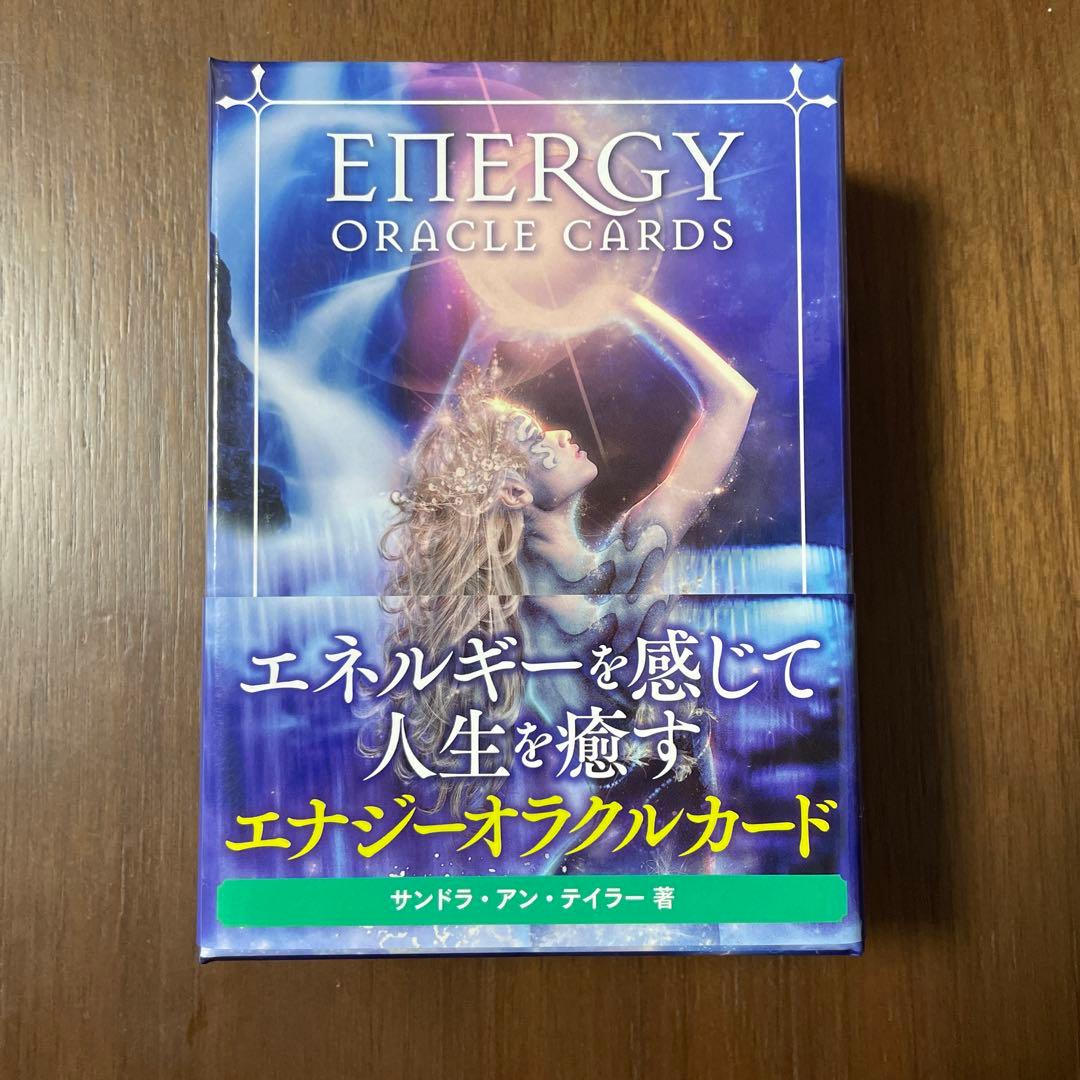 ENERGY
ORACLE CARDS
エネルギーを感じて
人生を癒す
エナジーオラクルカード
サンドラ・アン・テイラー 著